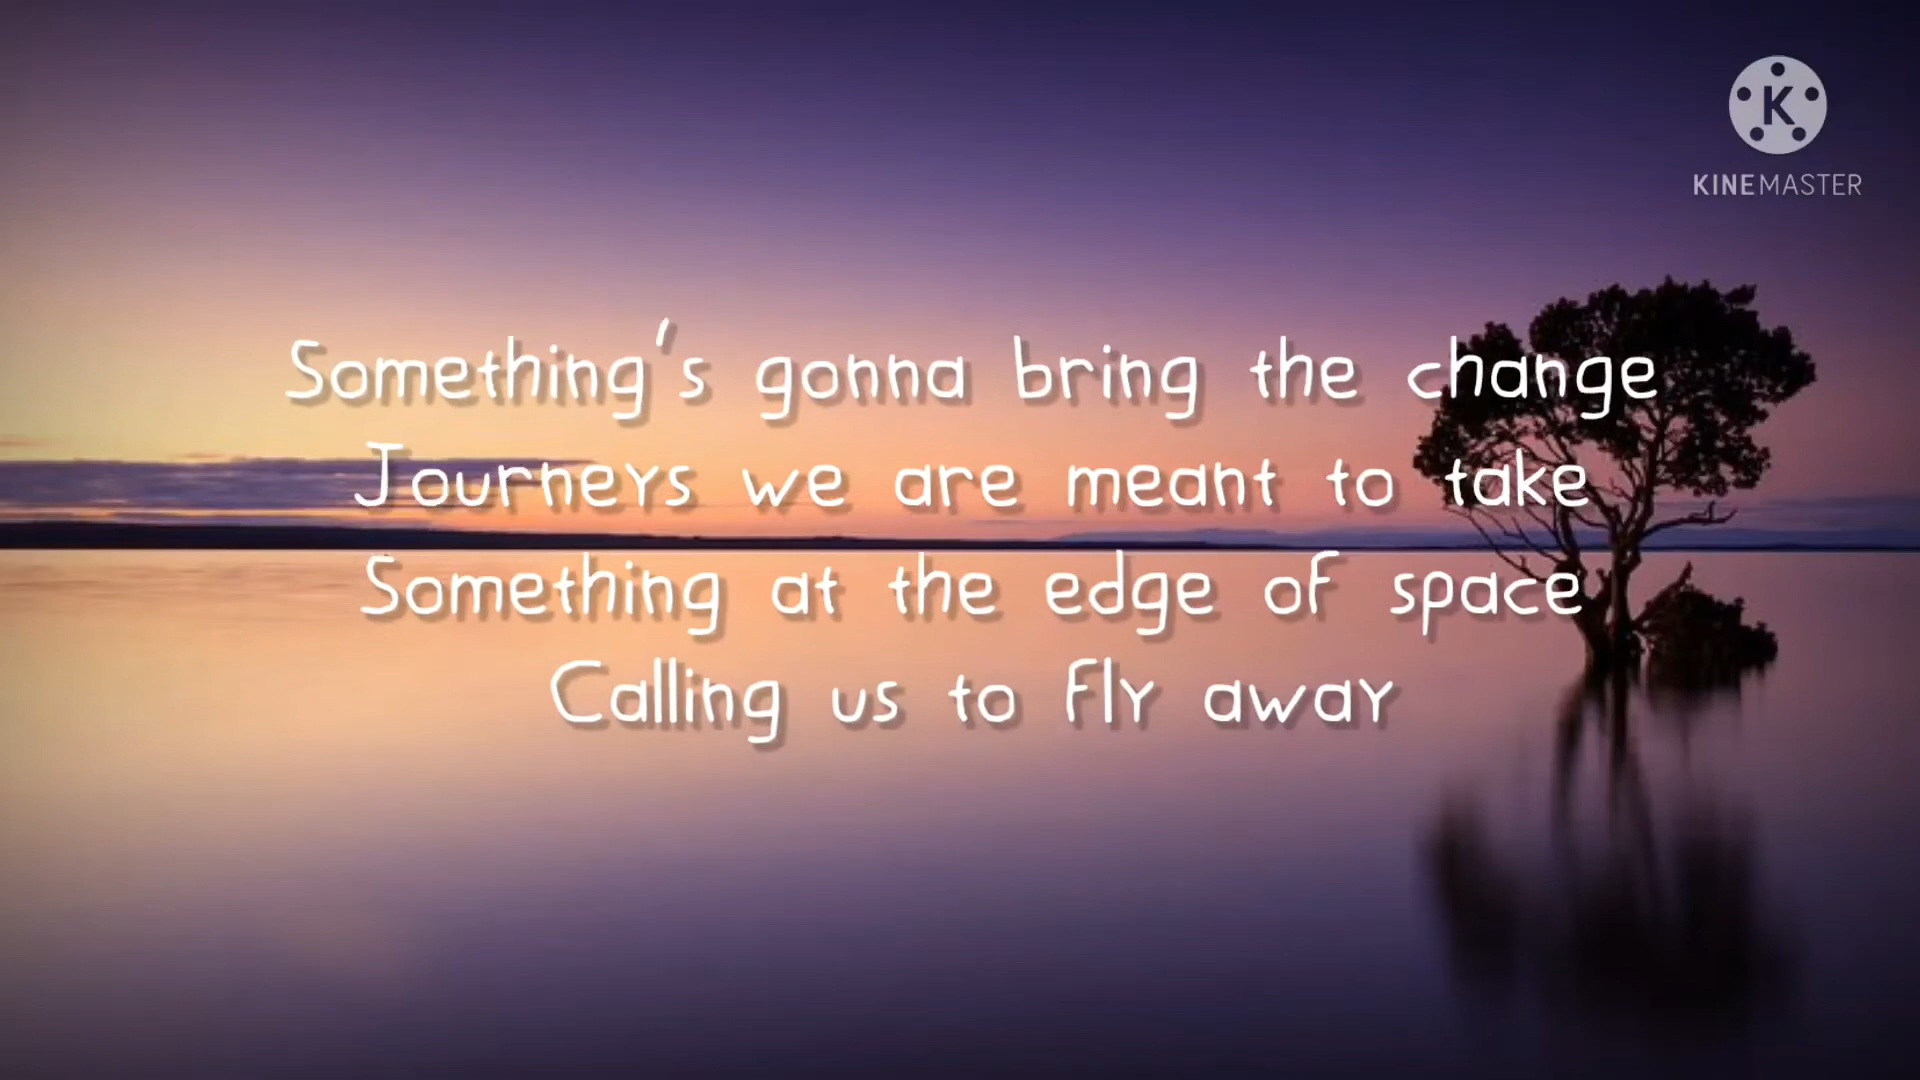 KINEMASTER
Something's gonna bring the change
Journeys we are meant to take
Something at the edge of space
Calling us to fly away